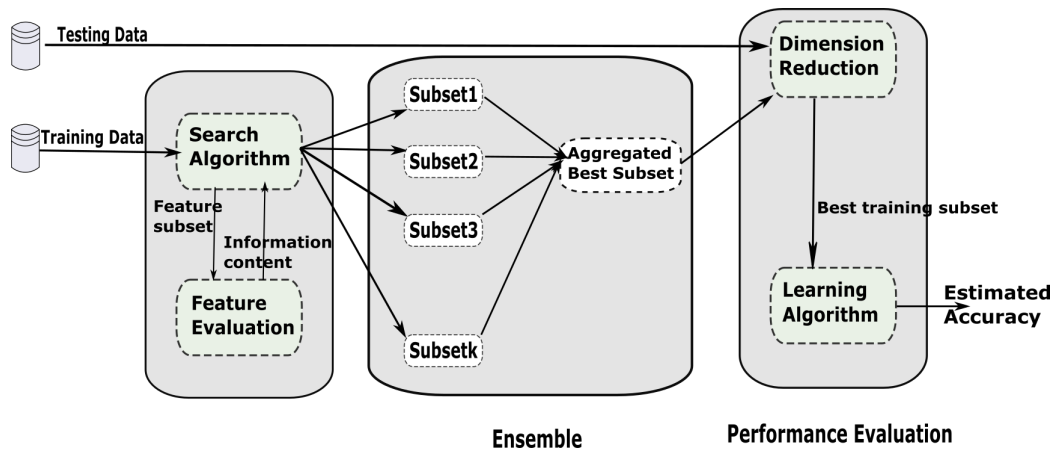 Testing Data
Training Data
Search
Algorithm
Feature
subset
Information
content
Feature
Evaluation
Subset1
Subset2
Subset3
Subsetk
Aggregated
Best Subset
Dimension
Reduction
Best training subset
Learning
Algorithm
Estimated
Accuracy
Ensemble
Performance Evaluation